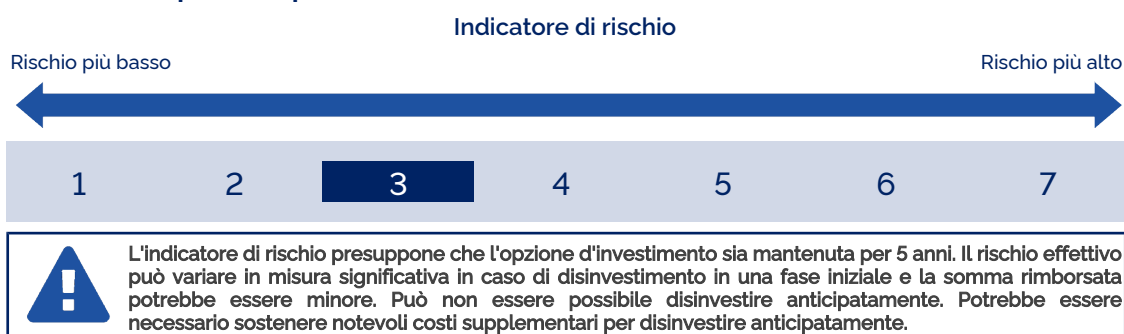 Indicatore di rischio
Rischio più basso Rischio più alto
1 2 3 4 5 6 7
L'indicatore di rischio presuppone che l'opzione d'investimento sia mantenuta per 5 anni. Il rischio effettivo
può variare in misura significativa in caso di disinvestimento in una fase iniziale e la somma rimborsata
potrebbe essere minore. Può non essere possibile disinvestire anticipatamente. Potrebbe essere
necessario sostenere notevoli costi supplementari per disinvestire anticipatamente.